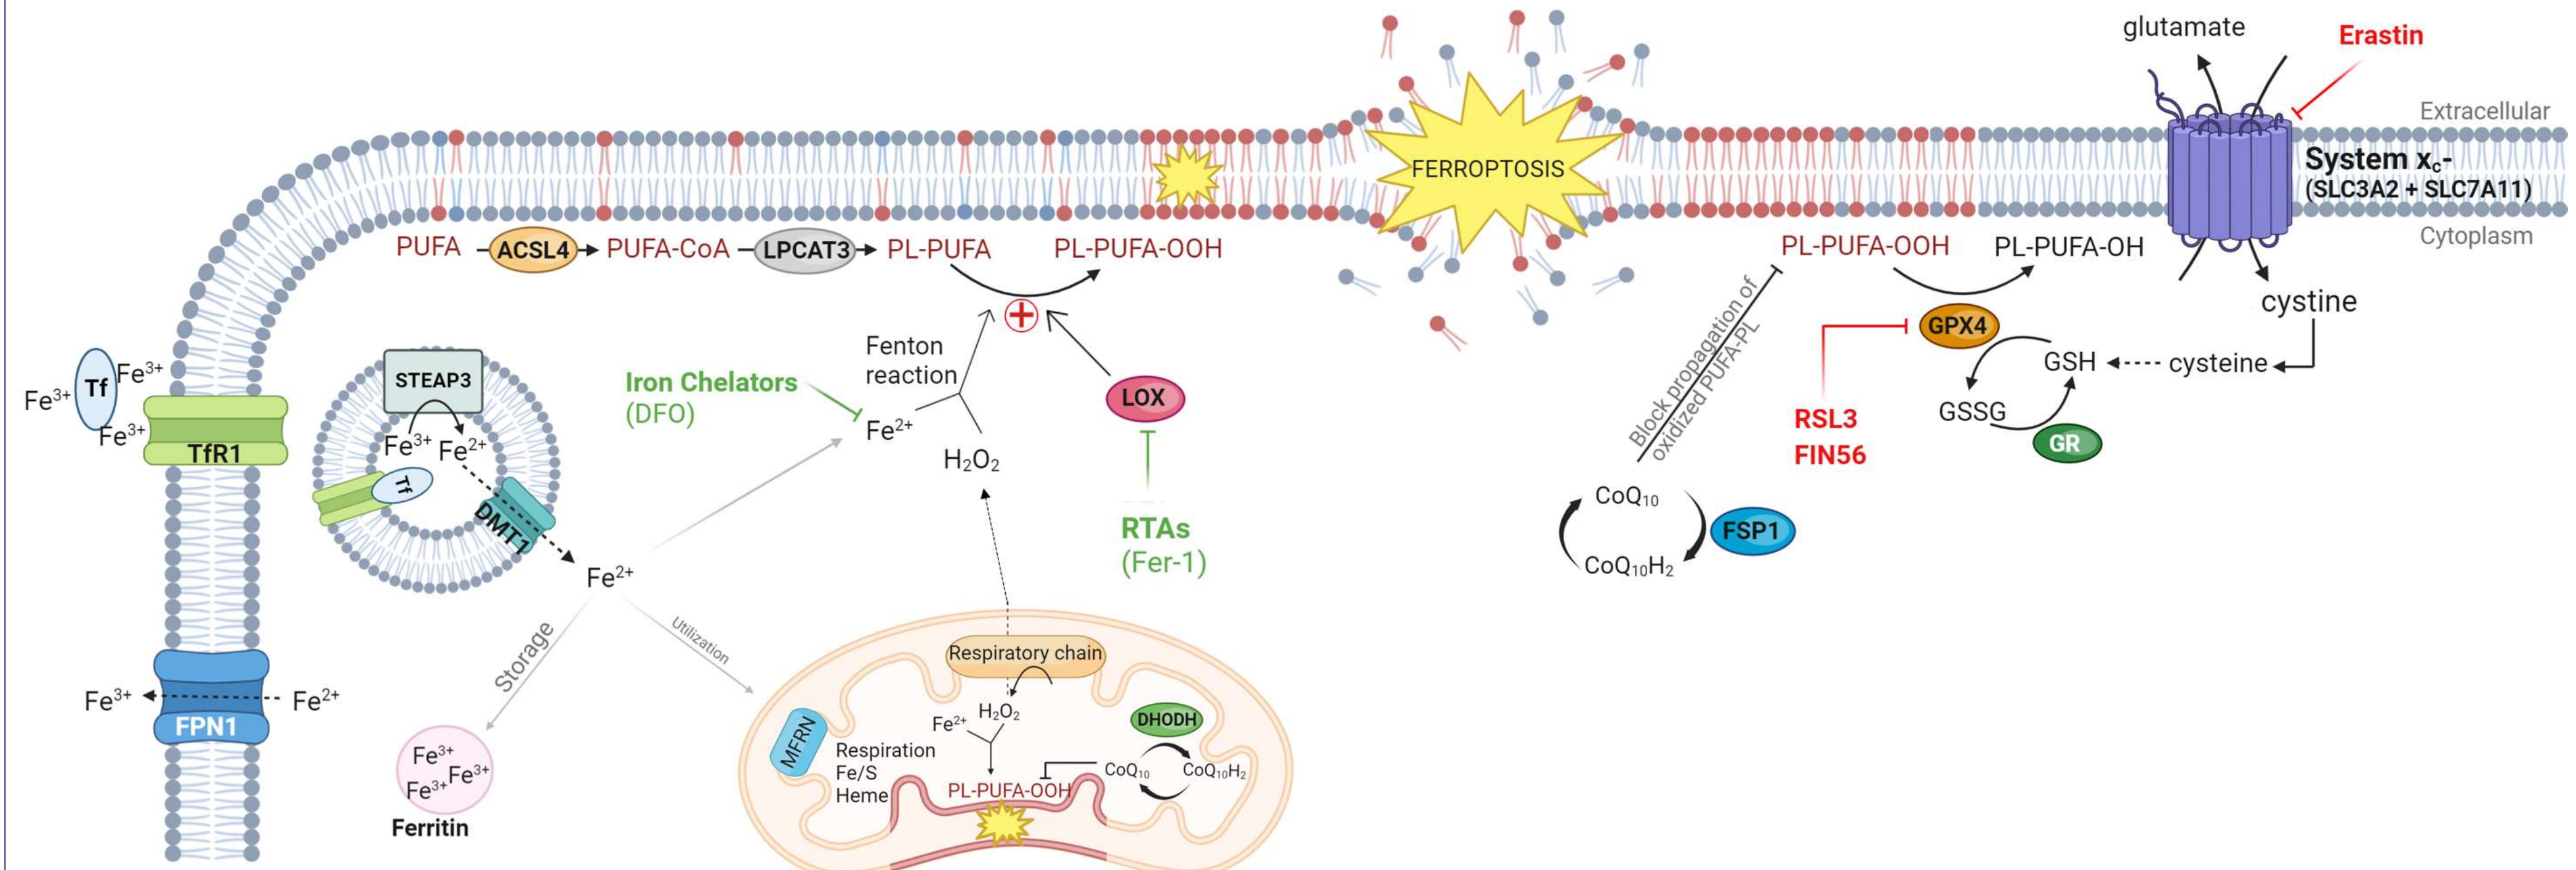 glutamate
Erastin
Extracellular
System xc-
(SLC3A2 + SLC7A11)
Cytoplasm
FERROPTOSIS
PUFA
ACSL4
PUFA-CoA
LPCAT3
PL-PUFA
PL-PUFA-OOH
PL-PUFA-OOH
PL-PUFA-OH
cystine
cysteine
GSH
GSSG
GPX4
GR
RSL3
FIN56
Block propagation of
oxidized PUFA-PL
CoQ10
CoQ10H2
FSP1
Fenton
reaction
Iron Chelators
(DFO)
Fe2+
H2O2
LOX
RTAs
(Fer-1)
Fe3+
Tf
Fe3+
Fe3+
TfR1
STEAP3
Fe3+
Fe2+
Tf
DMT1
Fe2+
Storage
Utilization
Fe3+
Fe2+
FPN1
Fe3+
Fe3+
Fe3+
Ferritin
Respiratory chain
H2O2
Fe2+
MFRN
Respiration
Fe/S
Heme
PL-PUFA-OOH
DHODH
CoQ10
CoQ10H2